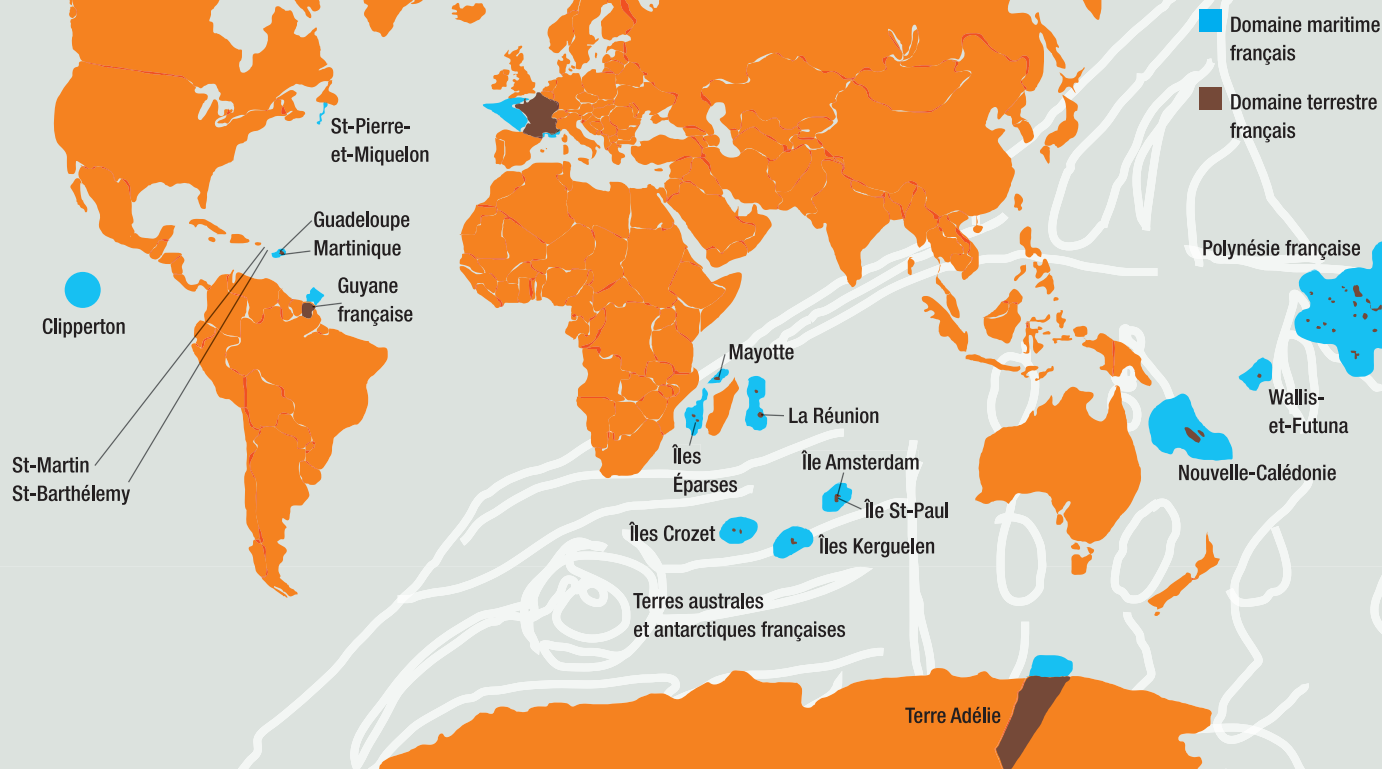 Domaine maritime
français
Domaine terrestre
français
St-Pierre-
et-Miquelon
Guadeloupe
Martinique
Guyane
française
Clipperton
St-Martin
St-Barthélemy
Polynésie française
Wallis-
et-Futuna
Nouvelle-Calédonie
Mayotte
La Réunion
Îles
Éparses
Île Amsterdam
Île St-Paul
Îles Crozet
Îles Kerguelen
Terres australes
et antarctiques françaises
Terre Adélie